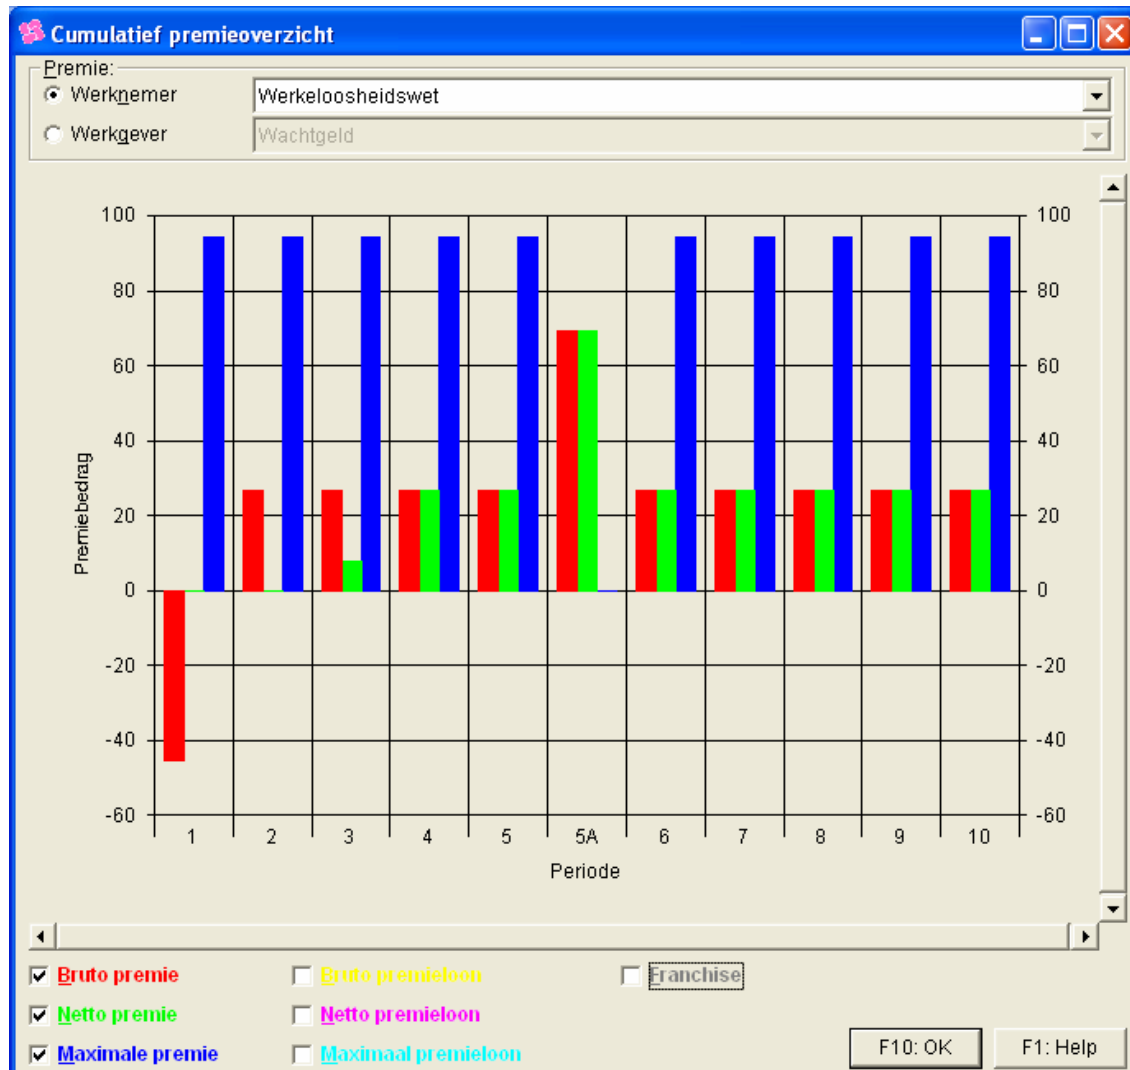 Cumulatief premieoverzicht
Premie:
Werknemer Werkeloosheidswet
Werkgever Wachtgeld
100 100
80 80
60 60
40 40
20 20
0 0
-20 -20
-40 -40
-60 -60
Premiebedrag
1 2 3 4 5 5A 6 7 8 9 10
Periode
Bruto premie Bruto premieloon Franchise
Netto premie Netto premieloon
Maximale premie Maximaal premieloon
F10: OK F1: Help